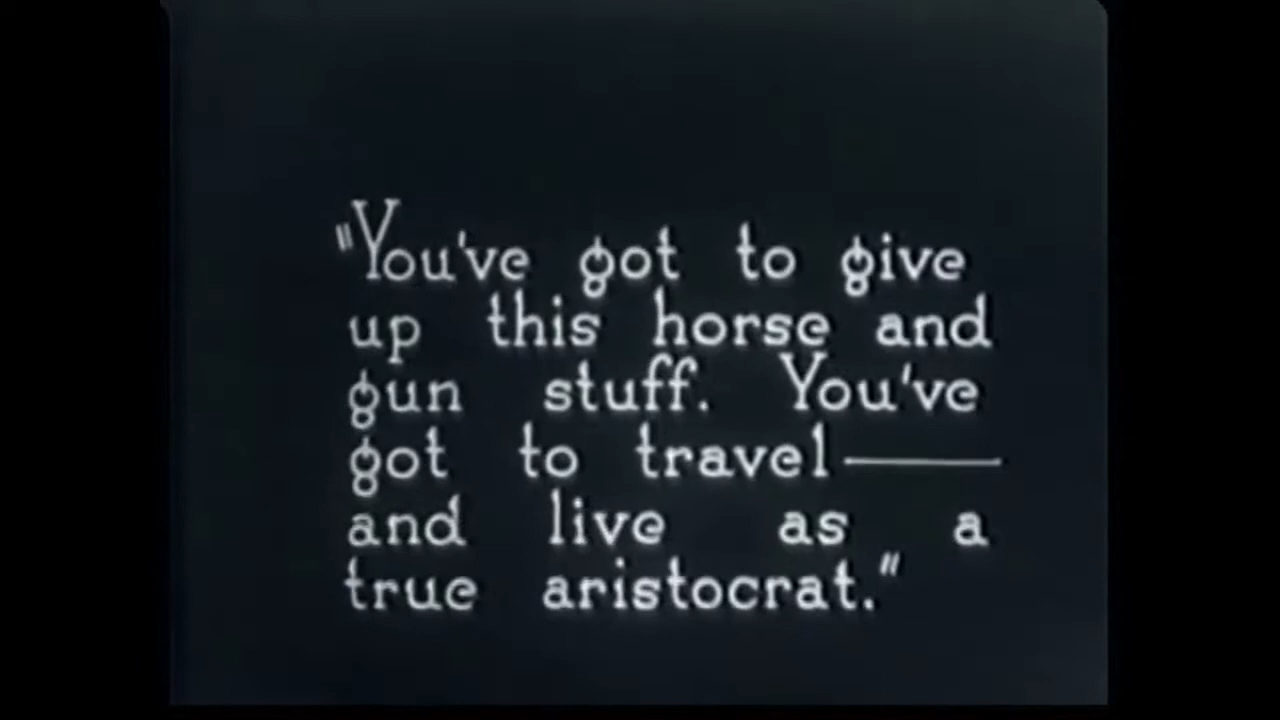 "You've got to give
up this horse and
gun stuff. You've
got to travel——
and live as a
true aristocrat."